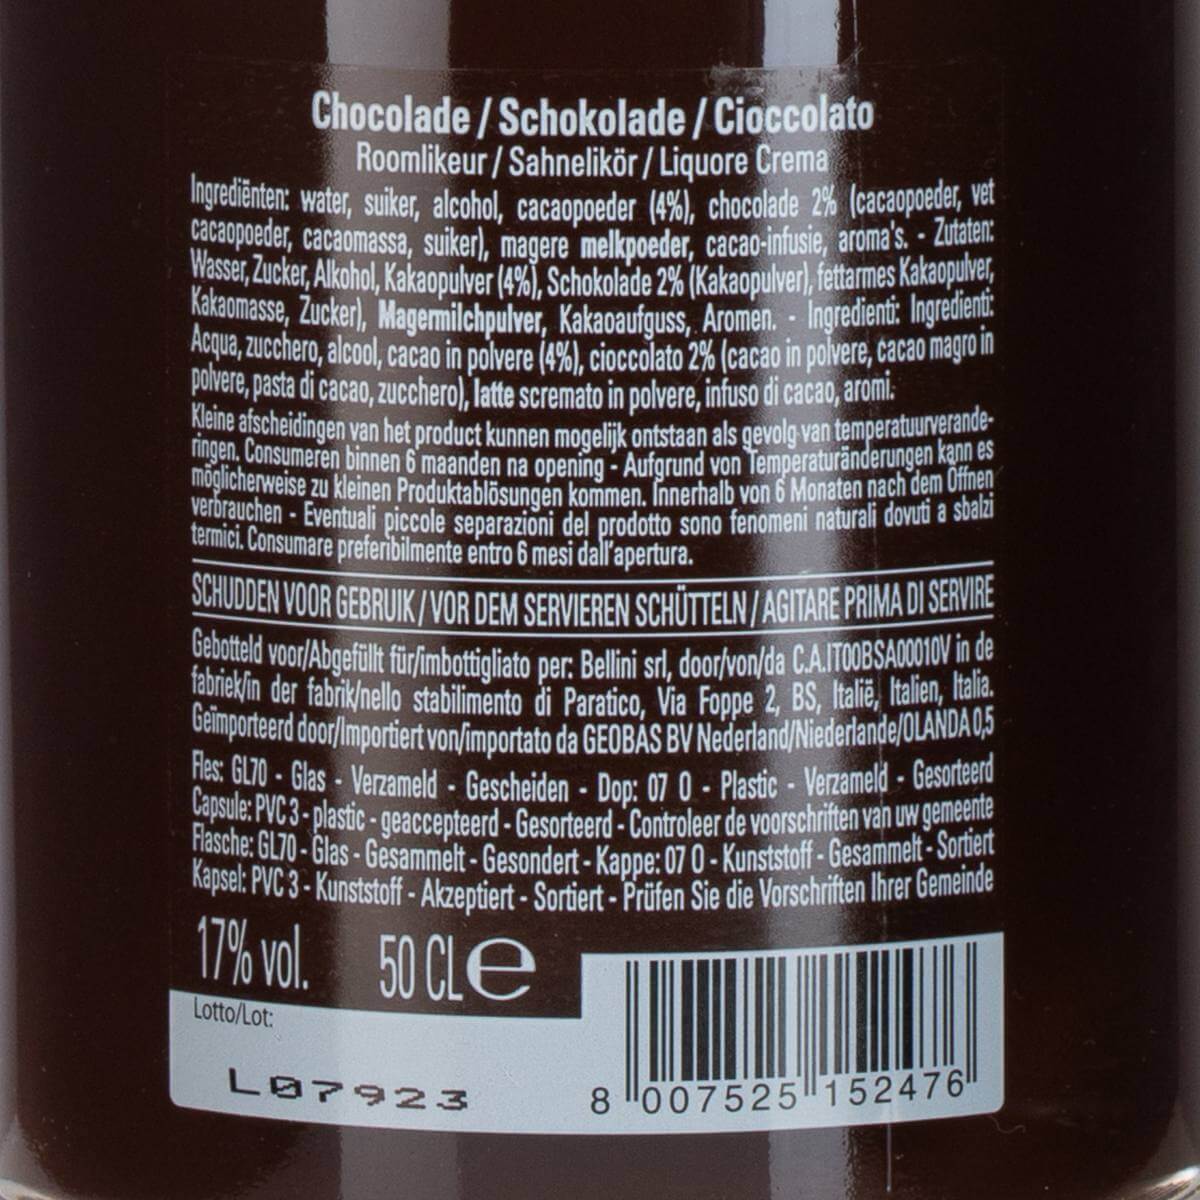 Chocolade / Schokolade / Cioccolato
Roomlikeur / Sahnelikör / Liquore Crema
Ingrediënten: water, suiker, alcohol, cacaopoeder (4%), chocolade 2% (cacaopoeder, vet
cacaopoeder, cacaomassa, suiker), magere melkpoeder, cacao-infusie, aroma's. - Zutaten:
Wasser, Zucker, Alkohol, Kakaopulver (4%), Schokolade 2% (Kakaopulver), fettarmes Kakaopulver,
Kakaomasse, Zucker), Magermilchpulver, Kakaoaufguss, Aromen. - Ingredienti: Ingredienti:
Acqua, zucchero, alcool, cacao in polvere (4%), cioccolato 2% (cacao in polvere, cacao magro in
polvere, pasta di cacao, zucchero), latte scremato in polvere, infuso di cacao, aromi.
Kleine afscheidingen van het product kunnen mogelijk ontstaan als gevolg van temperatuurverande-
ringen. Consumeren binnen 6 maanden na opening - Aufgrund von Temperaturänderungen kann es
möglicherweise zu kleinen Produktablösungen kommen. Innerhalb von 6 Monaten nach dem Öffnen
verbrauchen - Eventuali piccole separazioni del prodotto sono fenomeni naturali dovuti a sbalzi
termici. Consumare preferibilmente entro 6 mesi dall'apertura.
SCHUDDEN VOOR GEBRUIK / VOR DEM SERVIEREN SCHÜTTELN / AGITARE PRIMA DI SERVIRE
Gebotteld voor/Abgefüllt für/imbottigliato per: Bellini srl, door/von/da C.A.IT00BSA00010V in de
fabriek/in der fabrik/nello stabilimento di Paratico, Via Foppe 2, BS, Italië, Italien, Italia.
Geïmporteerd door/Importiert von/importato da GEOBAS BV Nederland/Niederlande/OLANDA 0,5
Fles: GL70 - Glas - Verzameld - Gescheiden - Dop: 07 O - Plastic - Verzameld - Gesorteerd
Capsule: PVC 3 - plastic - geaccepteerd - Gesorteerd - Controleer de voorschriften van uw gemeente
Flasche: GL70 - Glas - Gesammelt - Gesondert - Kappe: 07 O - Kunststoff - Gesammelt - Sortiert
Kapsel: PVC 3 - Kunststoff - Akzeptiert - Sortiert - Prüfen Sie die Vorschriften Ihrer Gemeinde
17% vol. 50 CL e
Lotto/Lot:
L07923
8 007525 152476